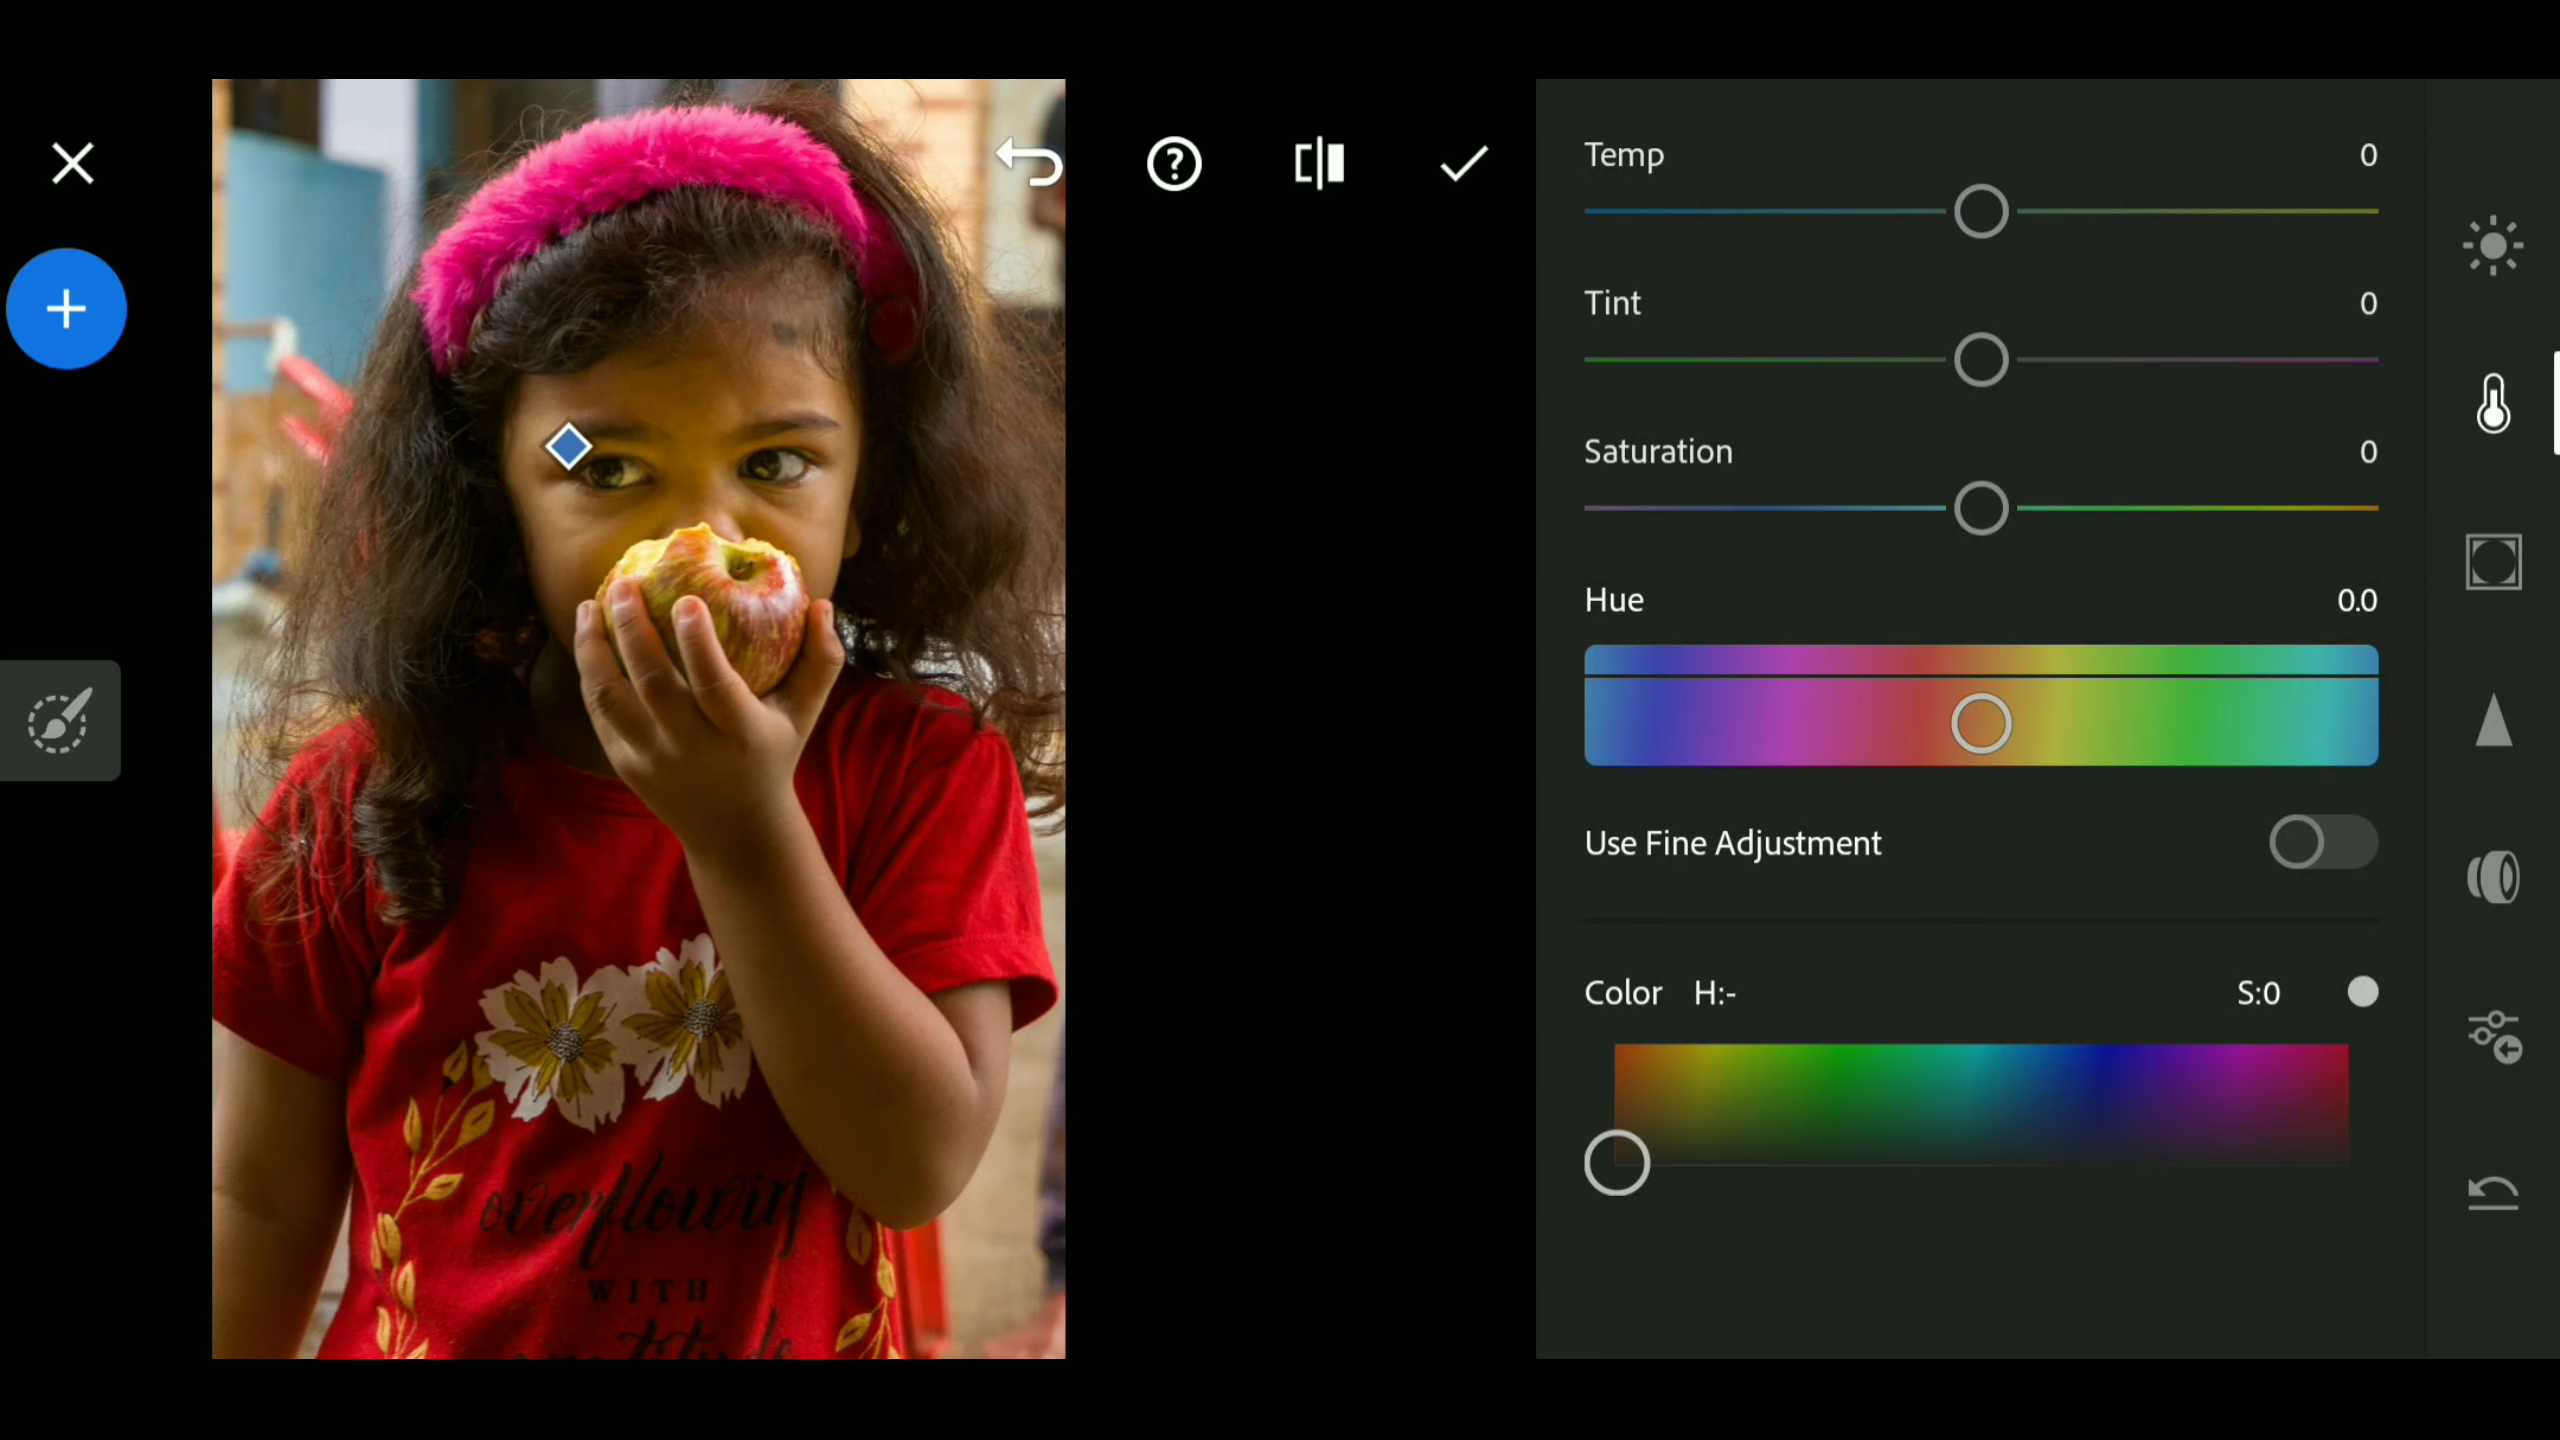 Temp 0
Tint 0
Saturation 0
Hue 0.0
Use Fine Adjustment
Color H:- S:0
overflowing
WITH